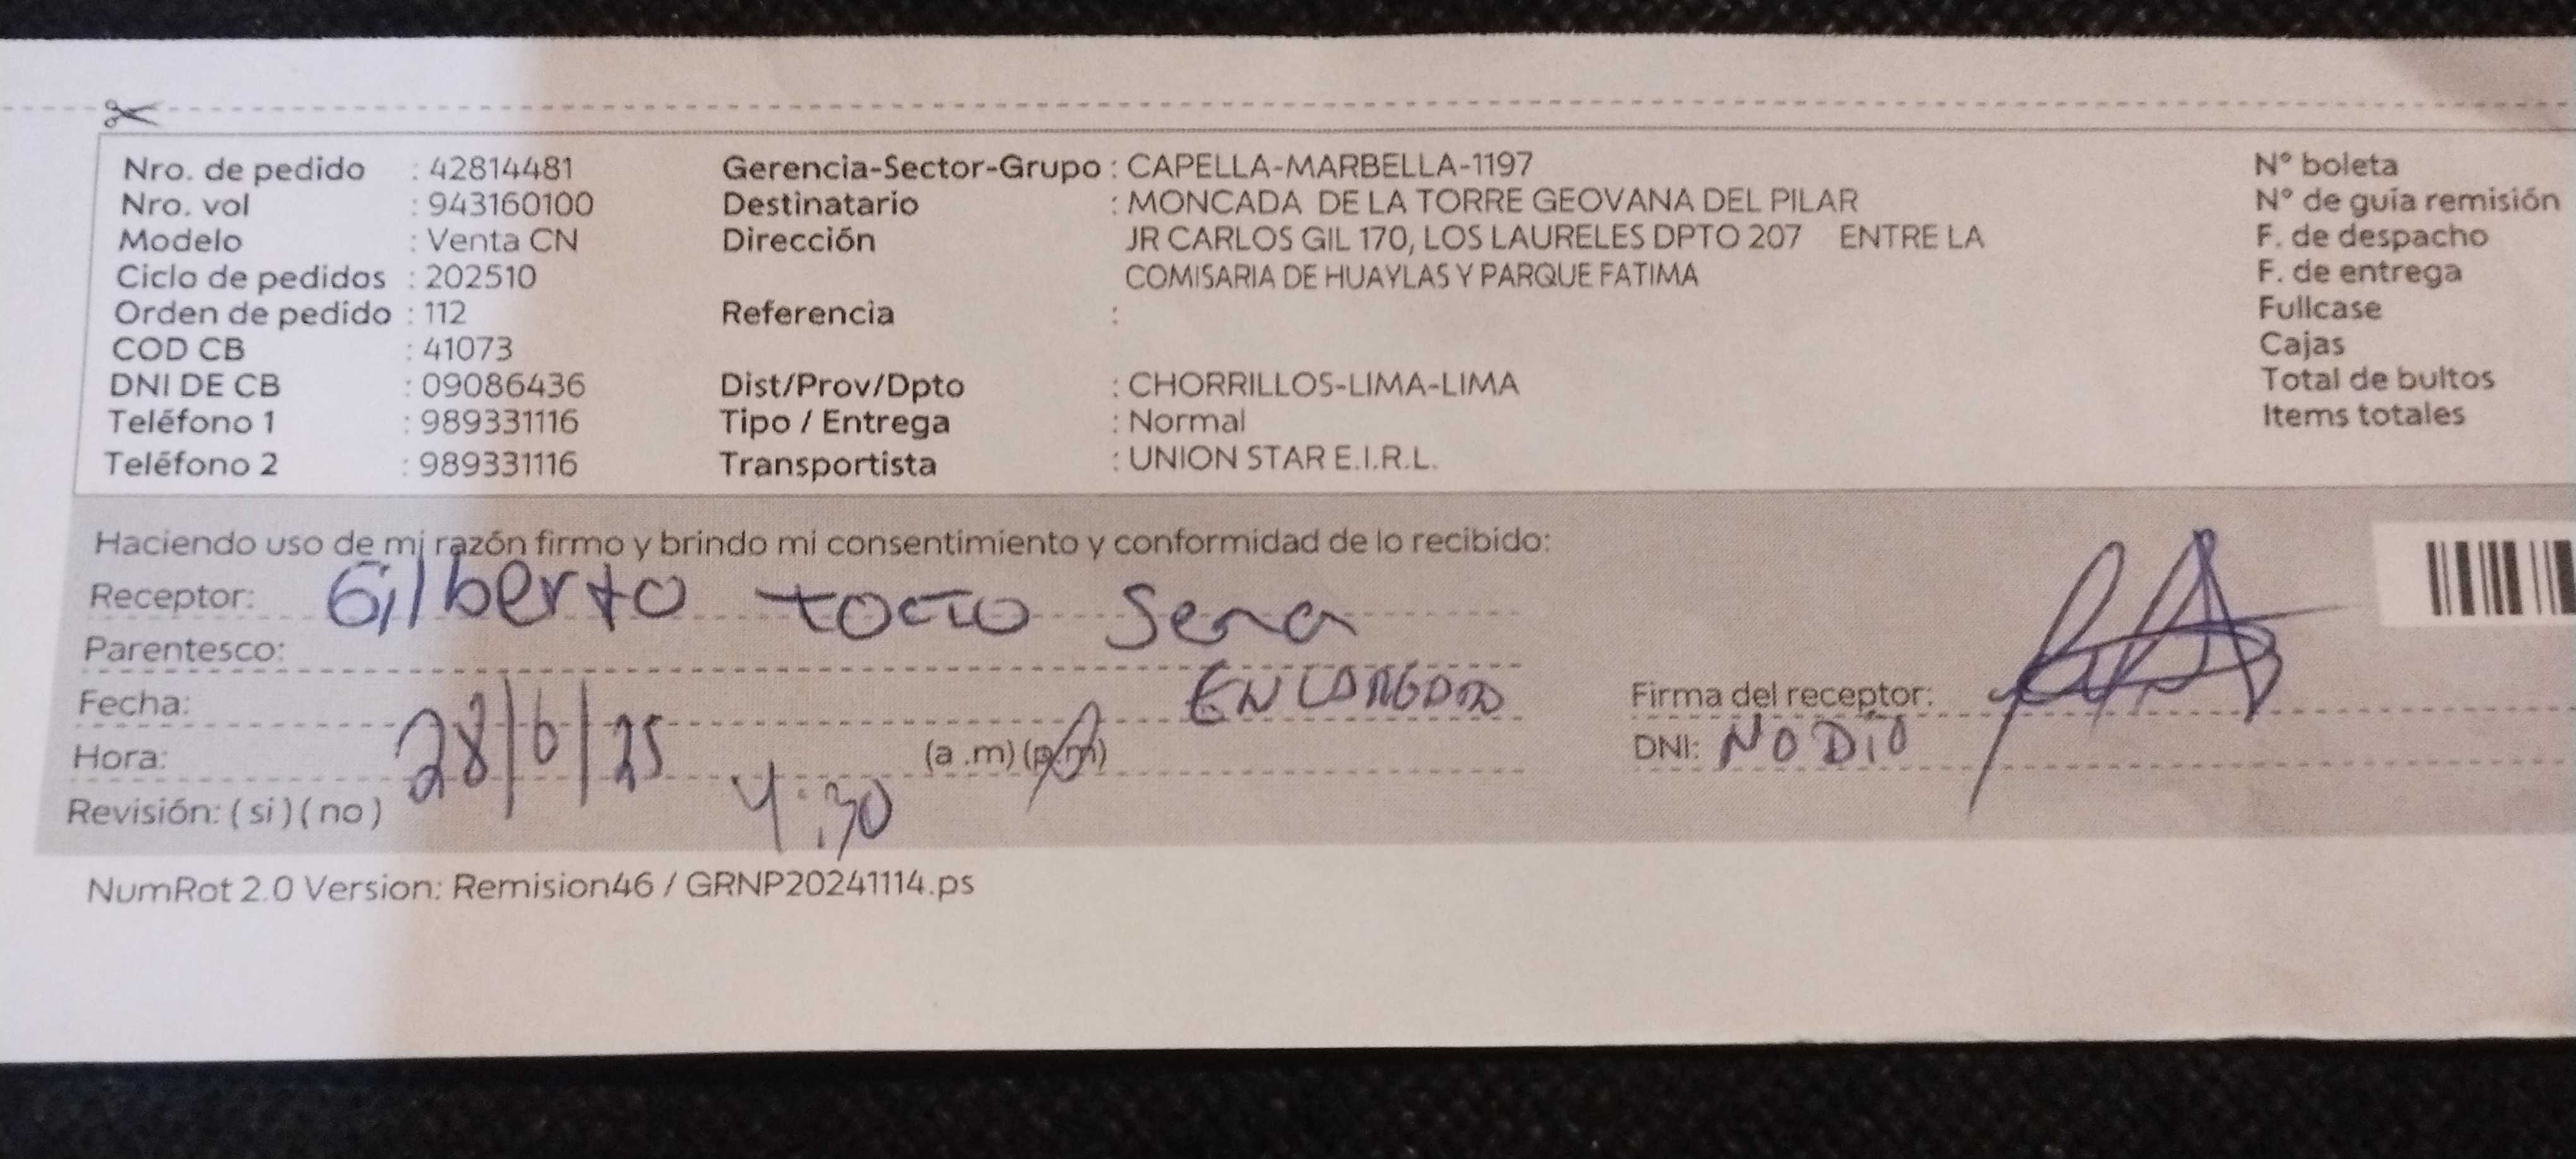 Nro. de pedido : 42814481 Gerencia-Sector-Grupo : CAPELLA-MARBELLA-1197 N° boleta
Nro. vol : 943160100 Destinatario : MONCADA DE LA TORRE GEOVANA DEL PILAR N° de guía remisión
Modelo : Venta CN Dirección JR CARLOS GIL 170, LOS LAURELES DPTO 207 ENTRE LA F. de despacho
Ciclo de pedidos : 202510 COMISARIA DE HUAYLAS Y PARQUE FATIMA F. de entrega
Orden de pedido : 112 Referencia : Fullcase
COD CB : 41073 Cajas
DNI DE CB : 09086436 Dist/Prov/Dpto : CHORRILLOS-LIMA-LIMA Total de bultos
Teléfono 1 : 989331116 Tipo / Entrega : Normal Items totales
Teléfono 2 : 989331116 Transportista : UNION STAR E.I.R.L.
Haciendo uso de mi razón firmo y brindo mi consentimiento y conformidad de lo recibido:
Receptor: Gilberto
Parentesco:
ENCARGADO
Fecha: 28/6/25 Firma del receptor:
Hora: 4:30 (a .m) (p.m) DNI: NO DIO
Revisión: ( si ) ( no )
NumRot 2.0 Version: Remision46 / GRNP20241114.ps